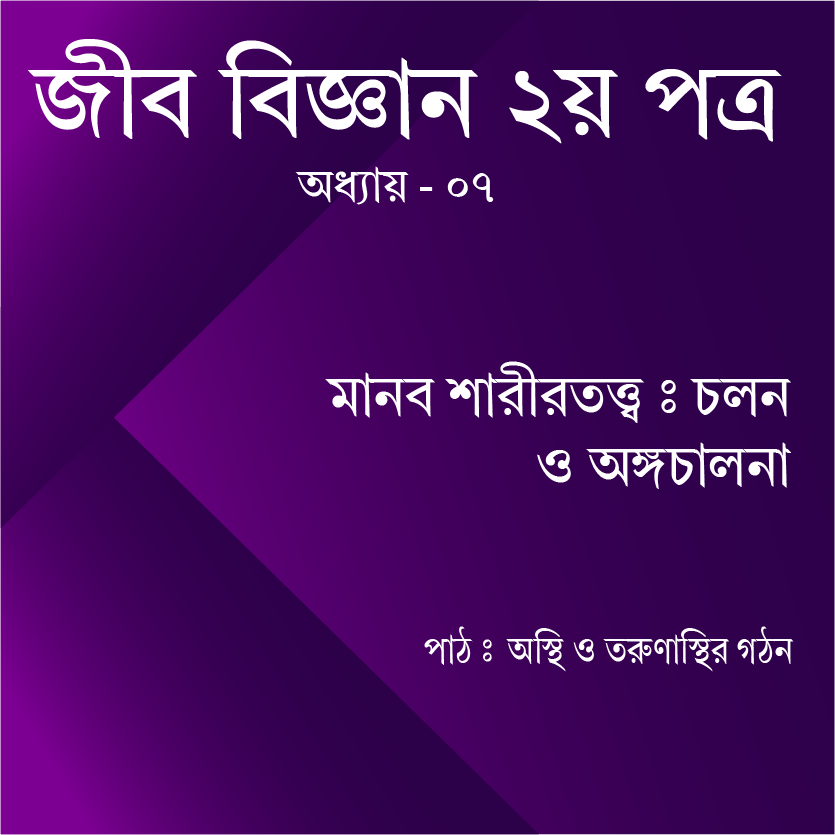 জীব বিজ্ঞান ২য় পত্র
অধ্যায় - ০৭
মানব শারীরতত্ত্ব ঃ চলন
ও অঙ্গচালনা
পাঠ ঃ অস্থি ও তরুণাস্থির গঠন